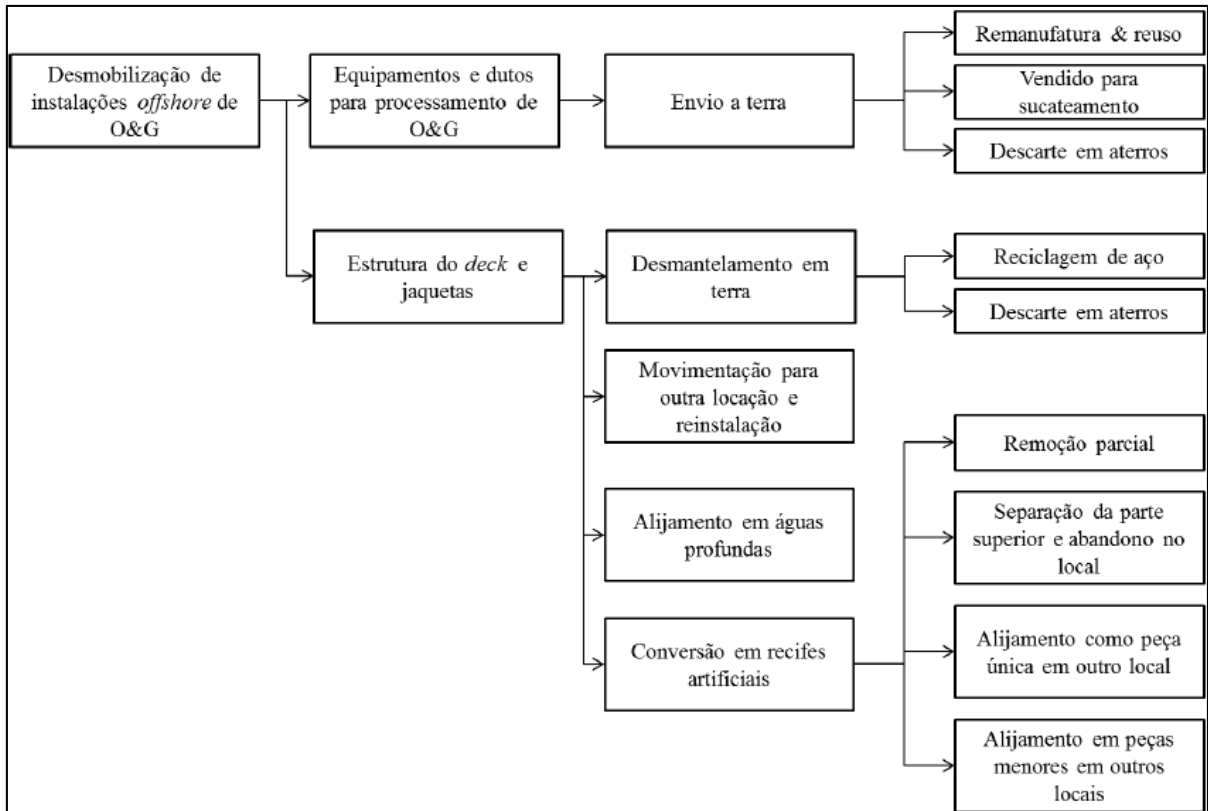 Desmobilização de
instalações offshore de
O&G
Equipamentos e dutos
para processamento de
O&G
Envio a terra
Remanufatura & reuso
Vendido para
sucateamento
Descarte em aterros
Estrutura do deck e
jaquetas
Desmantelamento em
terra
Reciclagem de aço
Descarte em aterros
Movimentação para
outra locação e
reinstalação
Alijamento em águas
profundas
Conversão em recifes
artificiais
Remoção parcial
Separação da parte
superior e abandono no
local
Alijamento como peça
única em outro local
Alijamento em peças
menores em outros
locais